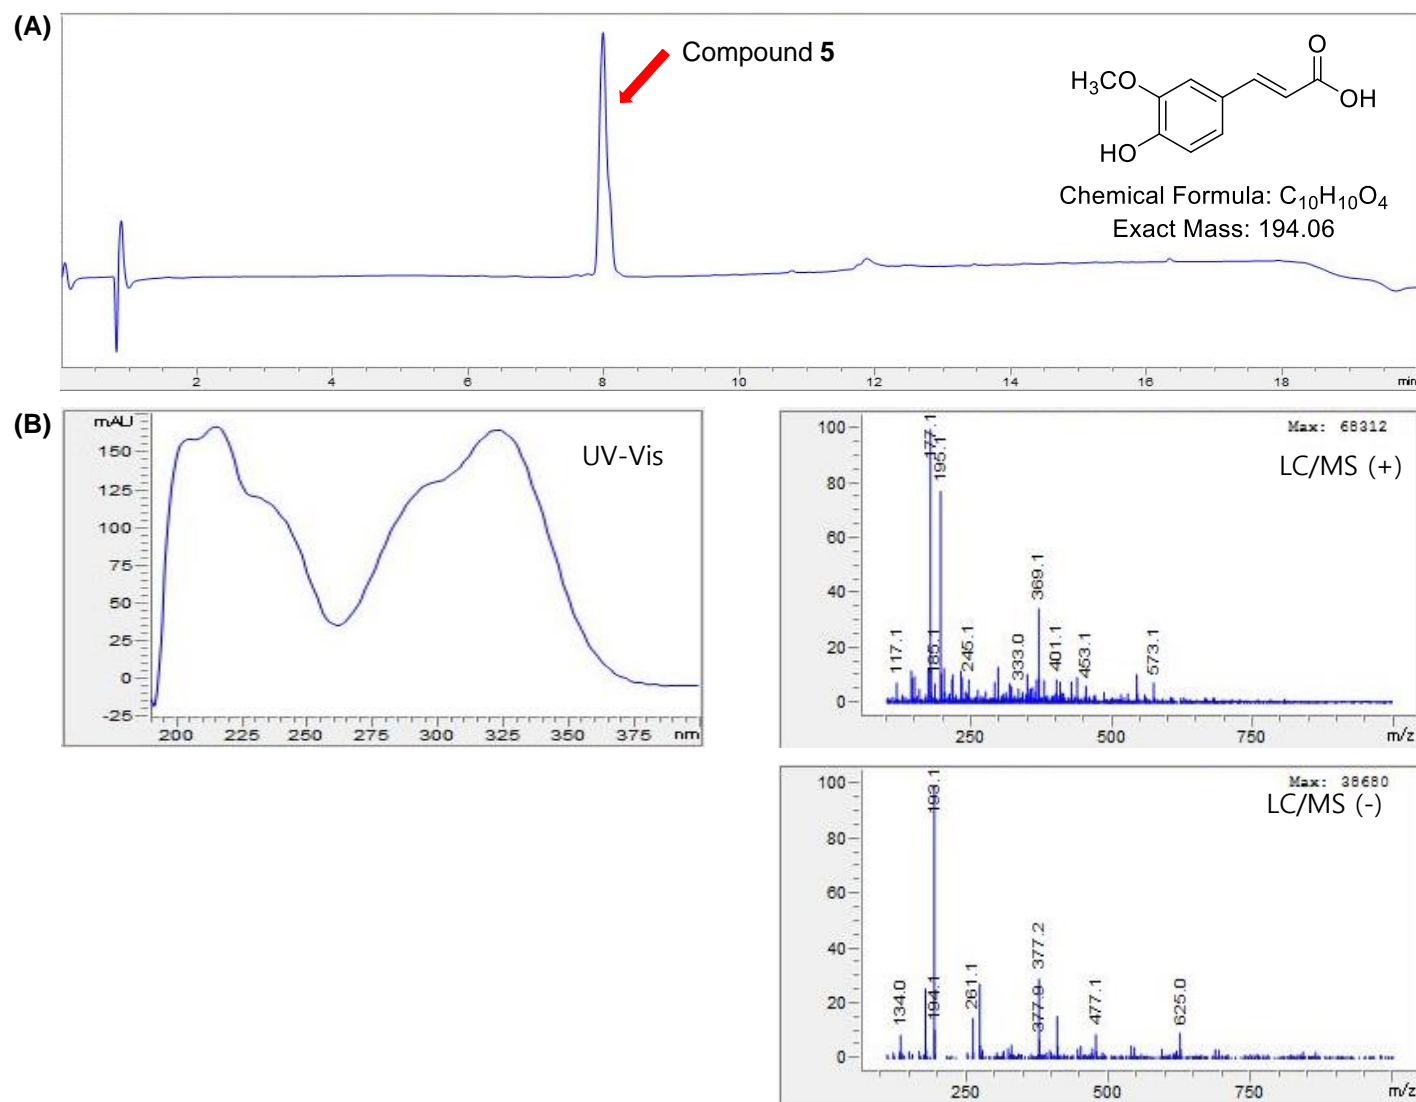 (A)
Compound 5
O
H3CO
OH
HO
Chemical Formula: C10H10O4
Exact Mass: 194.06
2 4 6 8 10 12 14 16 18 min
(B)
mAU
150
125
100
75
50
25
0
-25
200 225 250 275 300 325 350 375 nm
UV-Vis
100
80
60
40
20
0
Max: 68312
LC/MS (+)
177.1
195.1
369.1
117.1
185.1
245.1
333.0
401.1
453.1
573.1
250 500 750 m/z
100
80
60
40
20
0
Max: 38680
LC/MS (-)
193.1
377.2
134.0
194.1
261.1
377.9
477.1
625.0
250 500 750 m/z